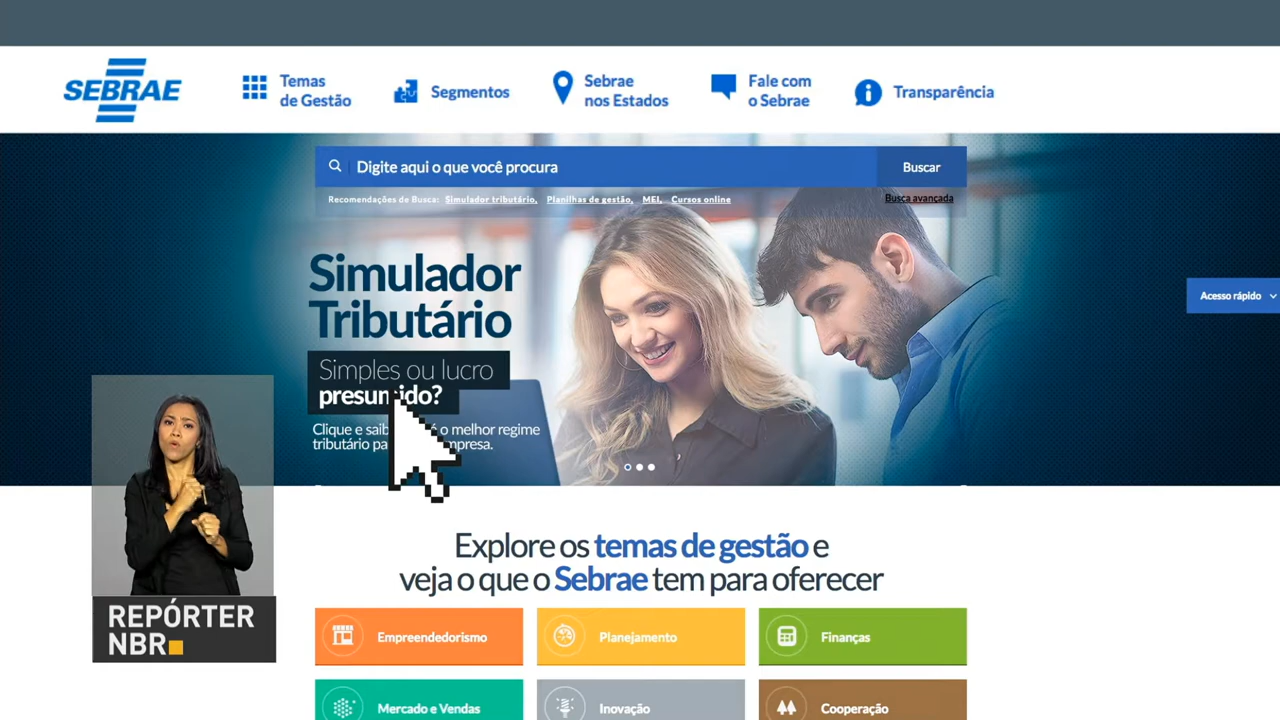 SEBRAE
Temas
de Gestão
Segmentos
Sebrae
nos Estados
Fale com
o Sebrae
Transparência
Digite aqui o que você procura
Buscar
Recomendações de Busca: Simulador tributário, Planilhas de gestão, MEI, Cursos online
Busca avançada
Simulador
Tributário
Simples ou lucro
presumido?
Acesso rápido
Clique e o melhor regime
tributário
REPÓRTER
NBR
Explore os temas de gestão e
veja o que o Sebrae tem para oferecer
Empreendedorismo
Planejamento
Finanças
Mercado e Vendas
Inovação
Cooperação